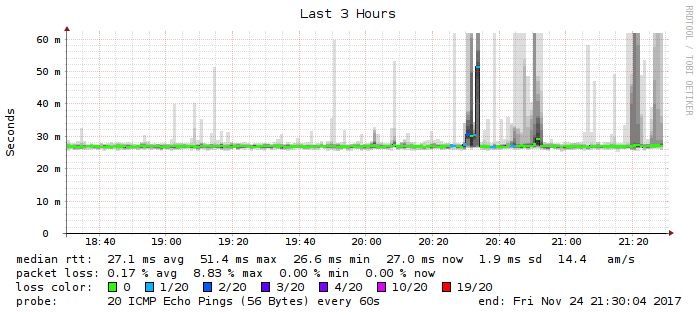 Last 3 Hours
RRDTOOL / TOBI OETIKER
Seconds
60 m
50 m
40 m
30 m
20 m
10 m
0
18:40 19:00 19:20 19:40 20:00 20:20 20:40 21:00 21:20
median rtt: 27.1 ms avg 51.4 ms max 26.6 ms min 27.0 ms now 1.9 ms sd 14.4 am/s
packet loss: 0.17 % avg 8.83 % max 0.00 % min 0.00 % now
loss color: 0 1/20 2/20 3/20 4/20 10/20 19/20
probe: 20 ICMP Echo Pings (56 Bytes) every 60s end: Fri Nov 24 21:30:04 2017